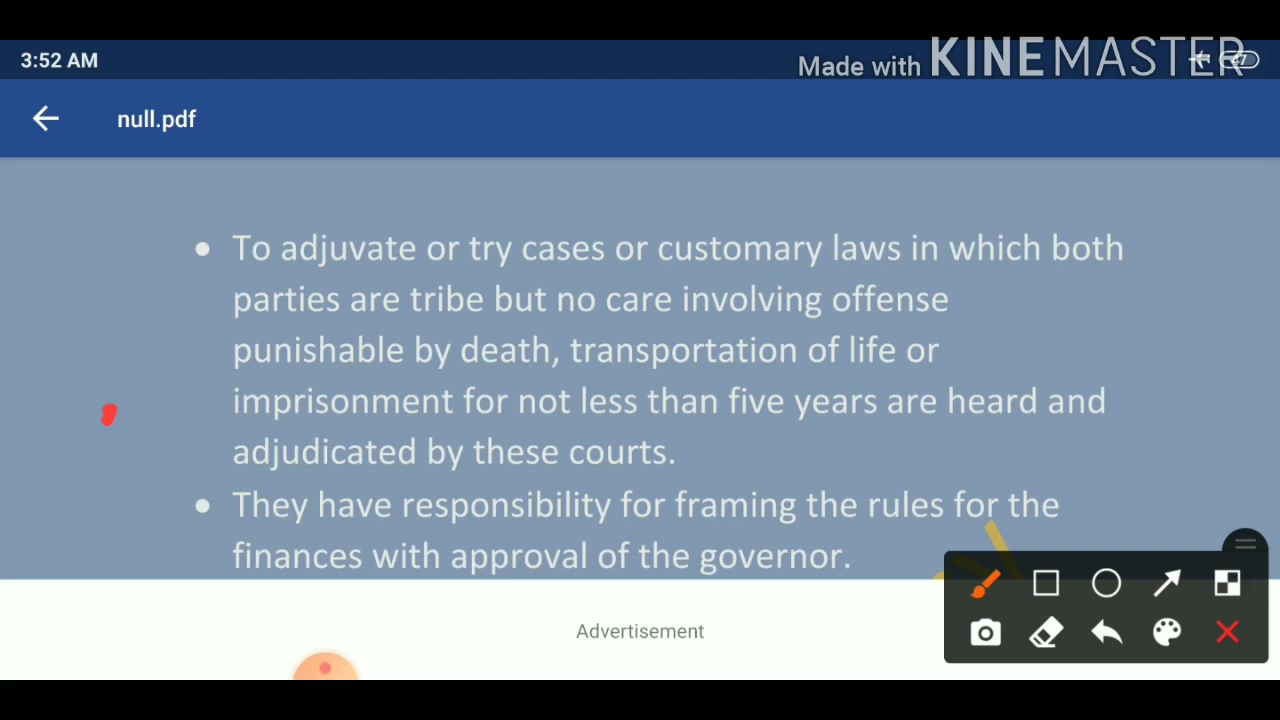 3:52 AM
Made with KINEMASTER
47
null.pdf
• To adjuvate or try cases or customary laws in which both
parties are tribe but no care involving offense
punishable by death, transportation of life or
imprisonment for not less than five years are heard and
adjudicated by these courts.
• They have responsibility for framing the rules for the
finances with approval of the governor.
Advertisement